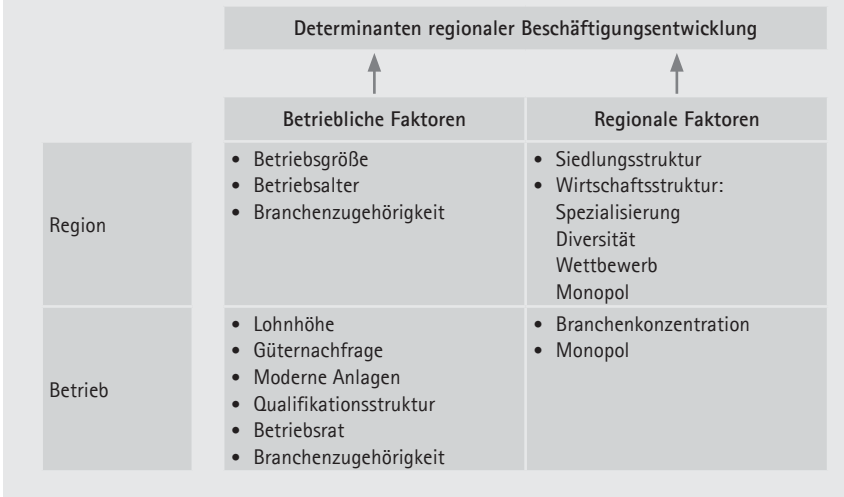 Determinanten regionaler Beschäftigungsentwicklung
Betriebliche Faktoren
Regionale Faktoren
Region
• Betriebsgröße
• Betriebsalter
• Branchenzugehörigkeit
• Siedlungsstruktur
• Wirtschaftsstruktur:
Spezialisierung
Diversität
Wettbewerb
Monopol
Betrieb
• Lohnhöhe
• Güternachfrage
• Moderne Anlagen
• Qualifikationsstruktur
• Betriebsrat
• Branchenzugehörigkeit
• Branchenkonzentration
• Monopol